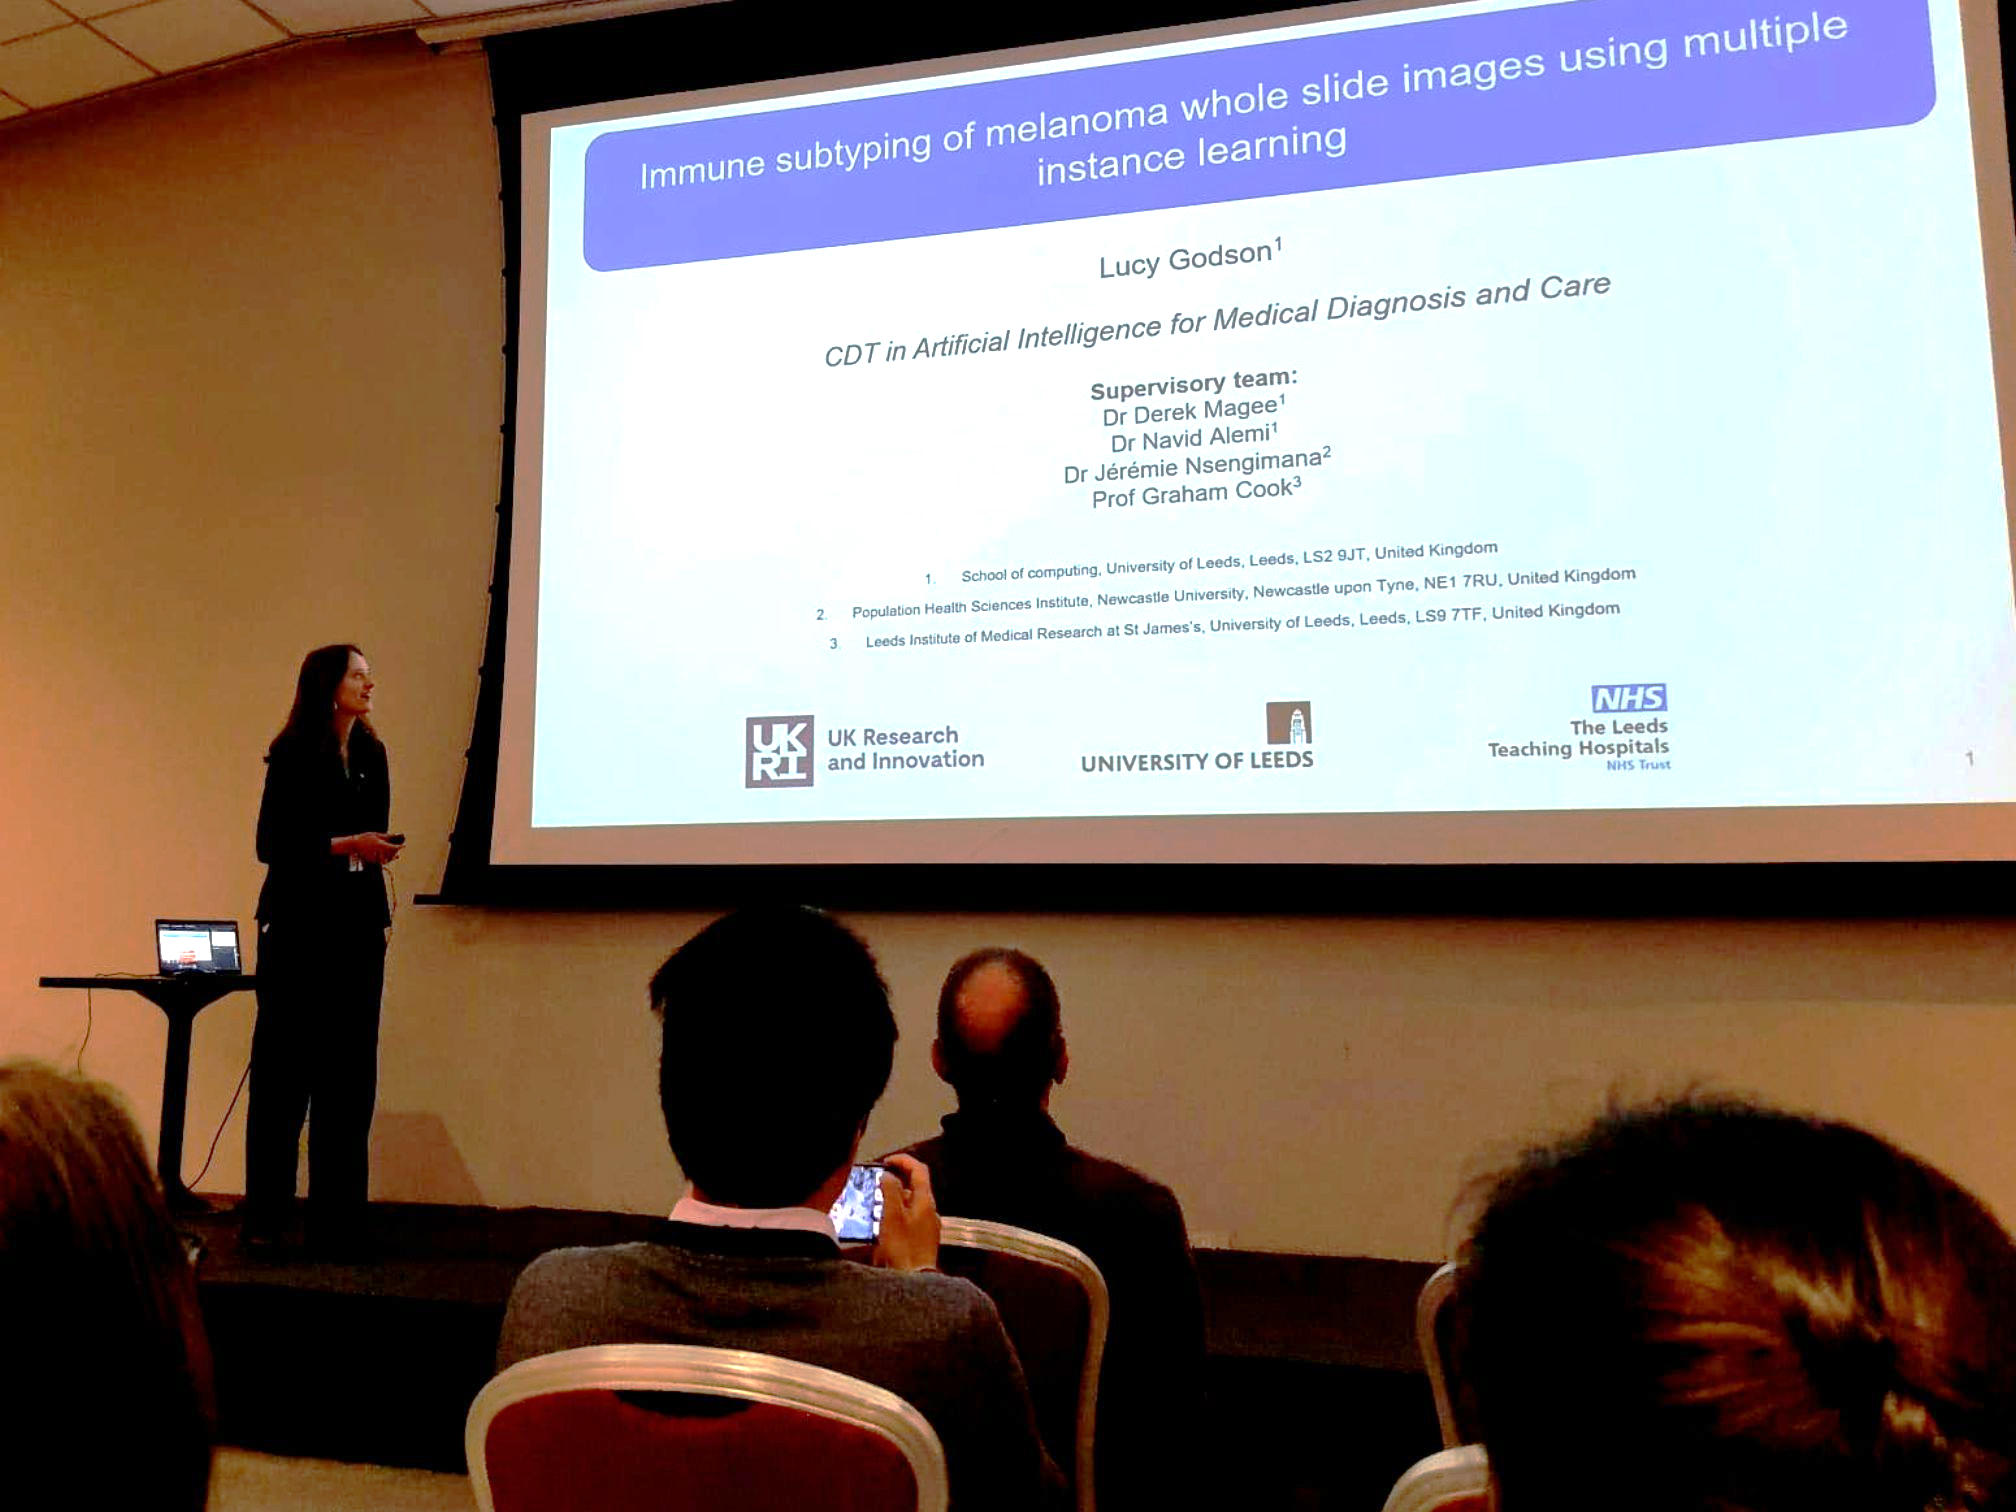 Immune subtyping of melanoma whole slide images using multiple
instance learning
Lucy Godson¹
CDT in Artificial Intelligence for Medical Diagnosis and Care
Supervisory team:
Dr Derek Magee¹
Dr Navid Alemi¹
Dr Jérémie Nsengimana²
Prof Graham Cook³
1. School of computing, University of Leeds, Leeds, LS2 9JT, United Kingdom
2. Population Health Sciences Institute, Newcastle University, Newcastle upon Tyne, NE1 7RU, United Kingdom
3. Leeds Institute of Medical Research at St James's, University of Leeds, Leeds, LS9 7TF, United Kingdom
UK
RI
UK Research
and Innovation
UNIVERSITY OF LEEDS
NHS
The Leeds
Teaching Hospitals
NHS Trust
1